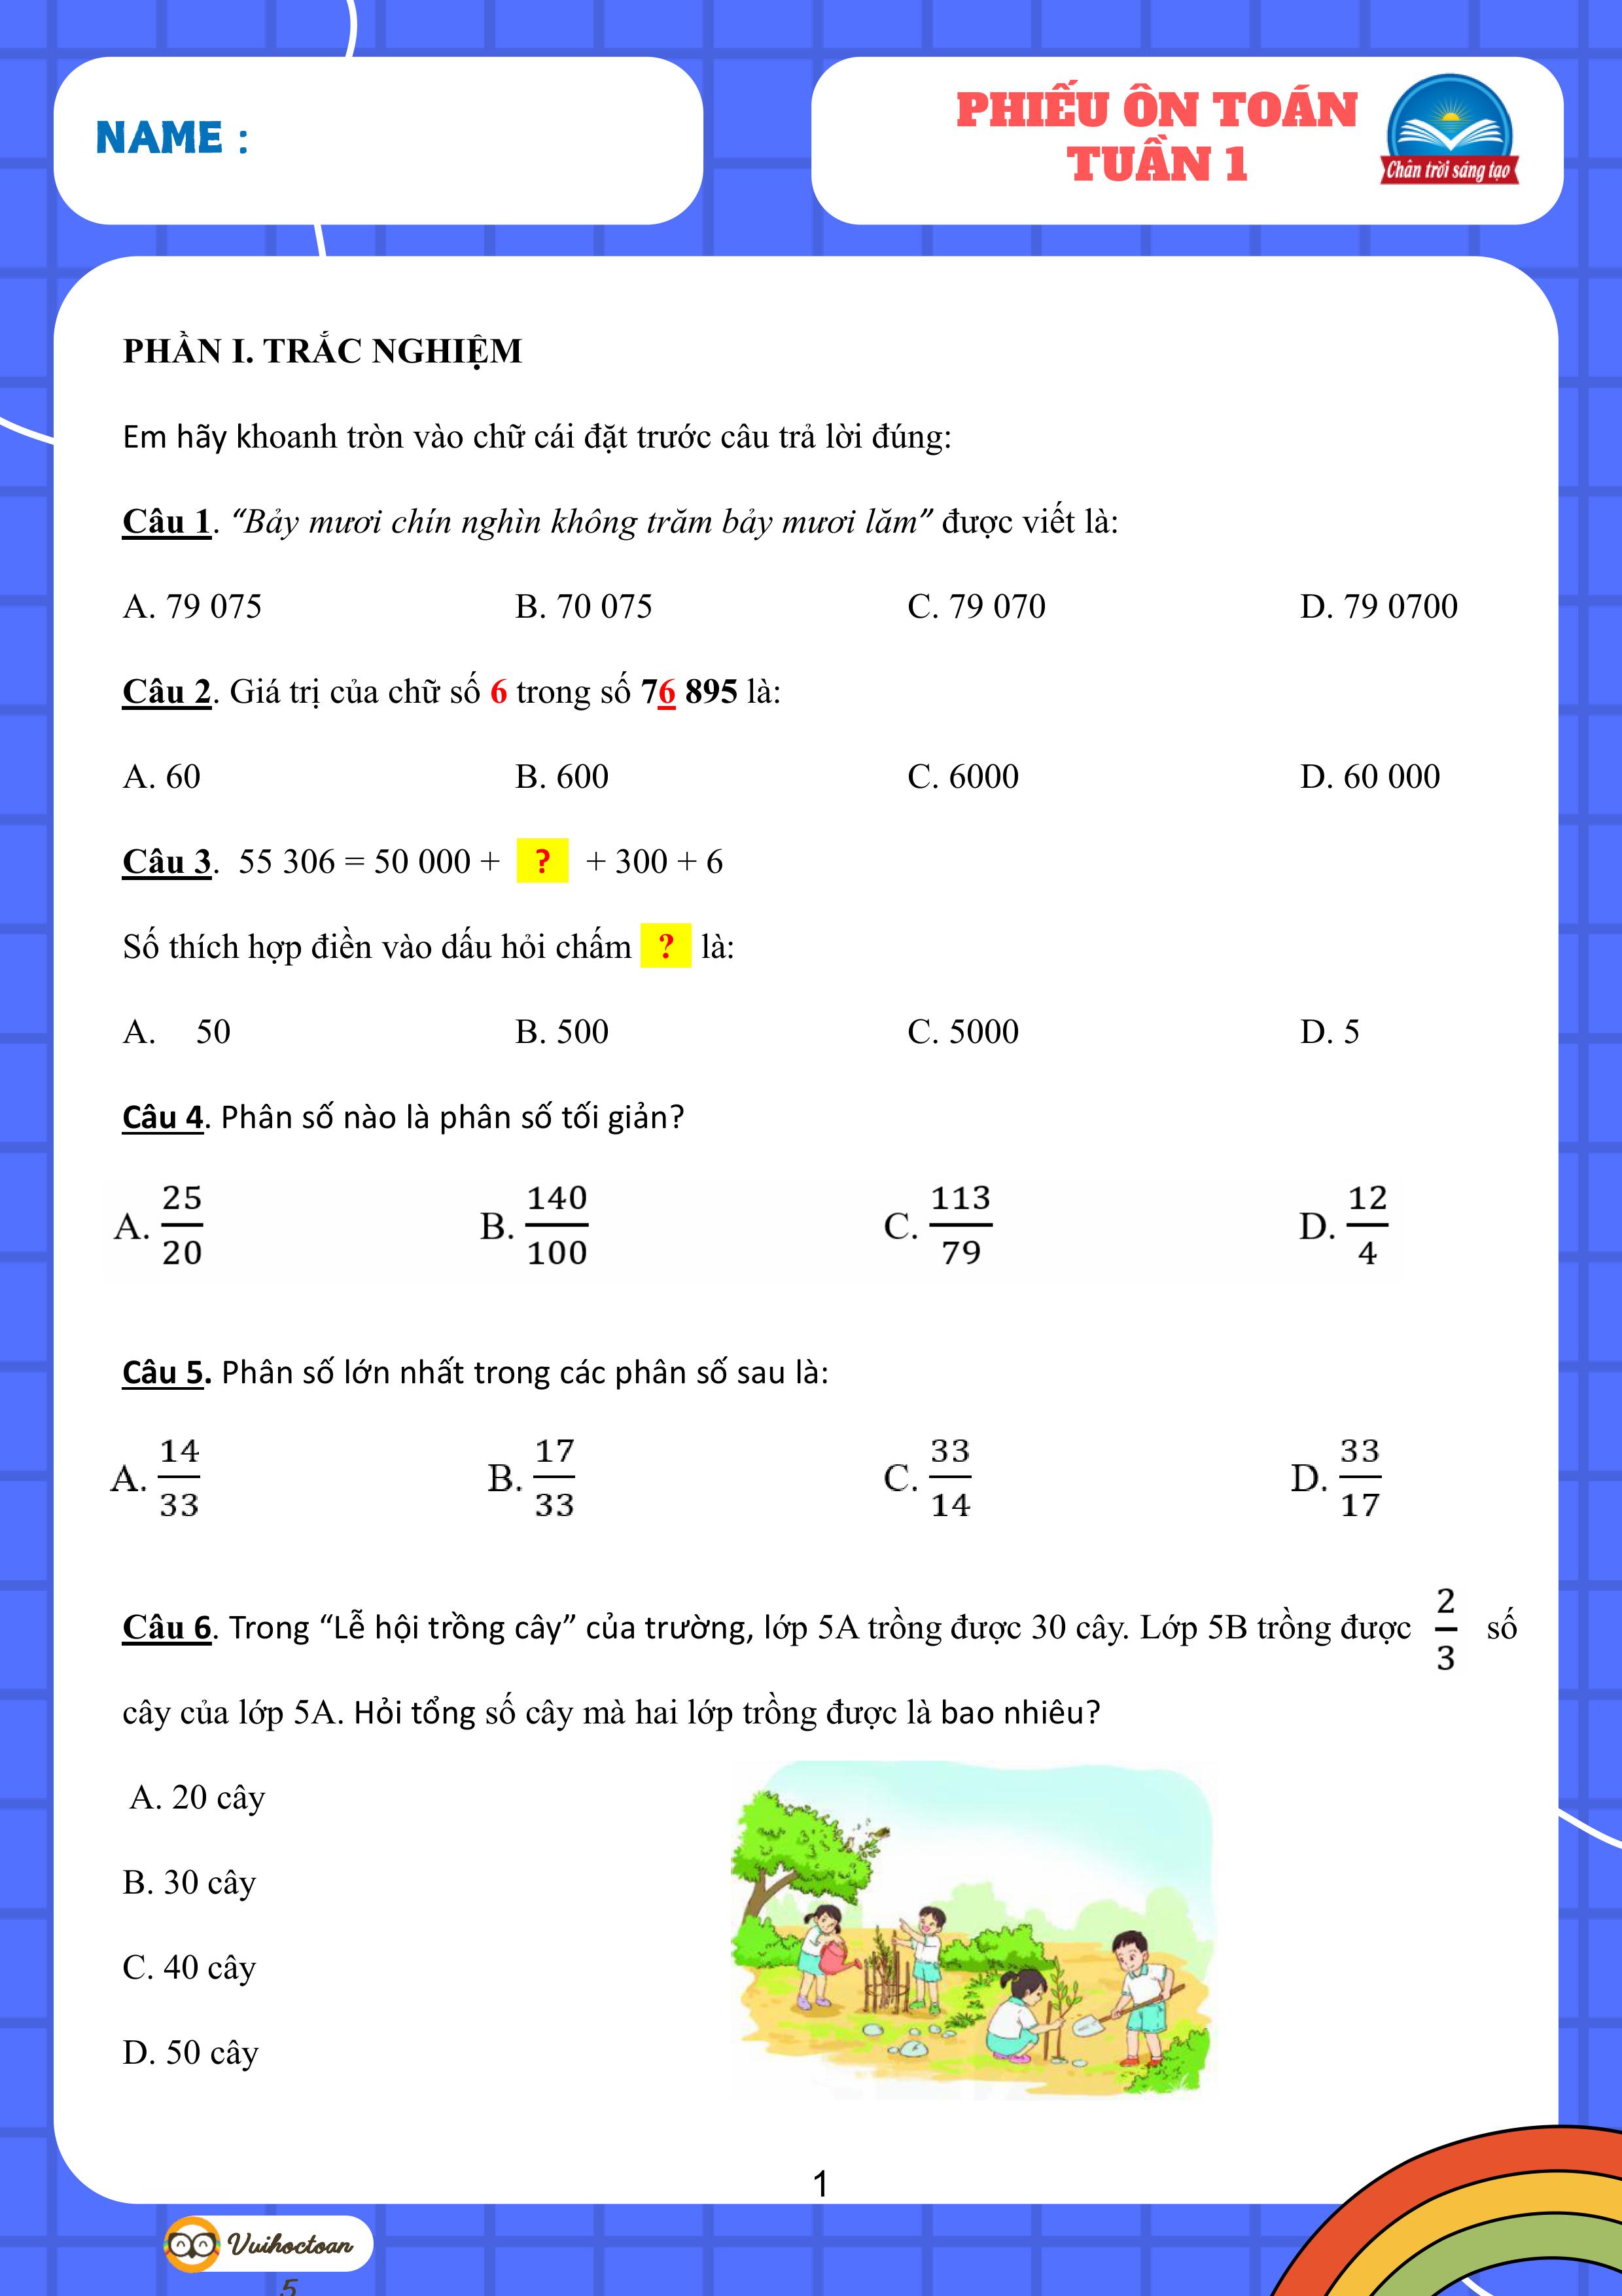 NAME :
PHIẾU ÔN TOÁN
TUẦN 1
Chân trời sáng tạo
PHẦN I. TRẮC NGHIỆM
Em hãy khoanh tròn vào chữ cái đặt trước câu trả lời đúng:
Câu 1. “Bảy mươi chín nghìn không trăm bảy mươi lăm” được viết là:
A. 79 075 B. 70 075 C. 79 070 D. 79 0700
Câu 2. Giá trị của chữ số 6 trong số 76 895 là:
A. 60 B. 600 C. 6000 D. 60 000
Câu 3. 55 306 = 50 000 + ? + 300 + 6
Số thích hợp điền vào dấu hỏi chấm ? là:
A. 50 B. 500 C. 5000 D. 5
Câu 4. Phân số nào là phân số tối giản?
A. 25/20 B. 140/100 C. 113/79 D. 12/4
Câu 5. Phân số lớn nhất trong các phân số sau là:
A. 14/33 B. 17/33 C. 33/14 D. 33/17
Câu 6. Trong “Lễ hội trồng cây” của trường, lớp 5A trồng được 30 cây. Lớp 5B trồng được 2/3 số
cây của lớp 5A. Hỏi tổng số cây mà hai lớp trồng được là bao nhiêu?
A. 20 cây
B. 30 cây
C. 40 cây
D. 50 cây
1
Vuihoctoan
5